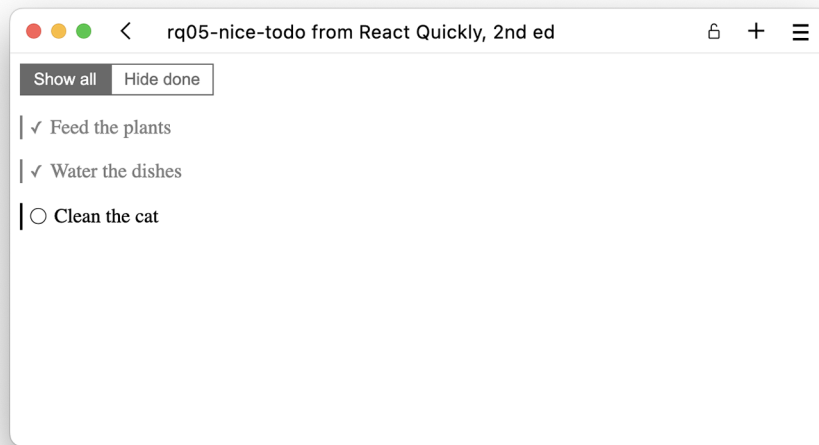 rq05-nice-todo from React Quickly, 2nd ed
Show all Hide done
✓ Feed the plants
✓ Water the dishes
Clean the cat